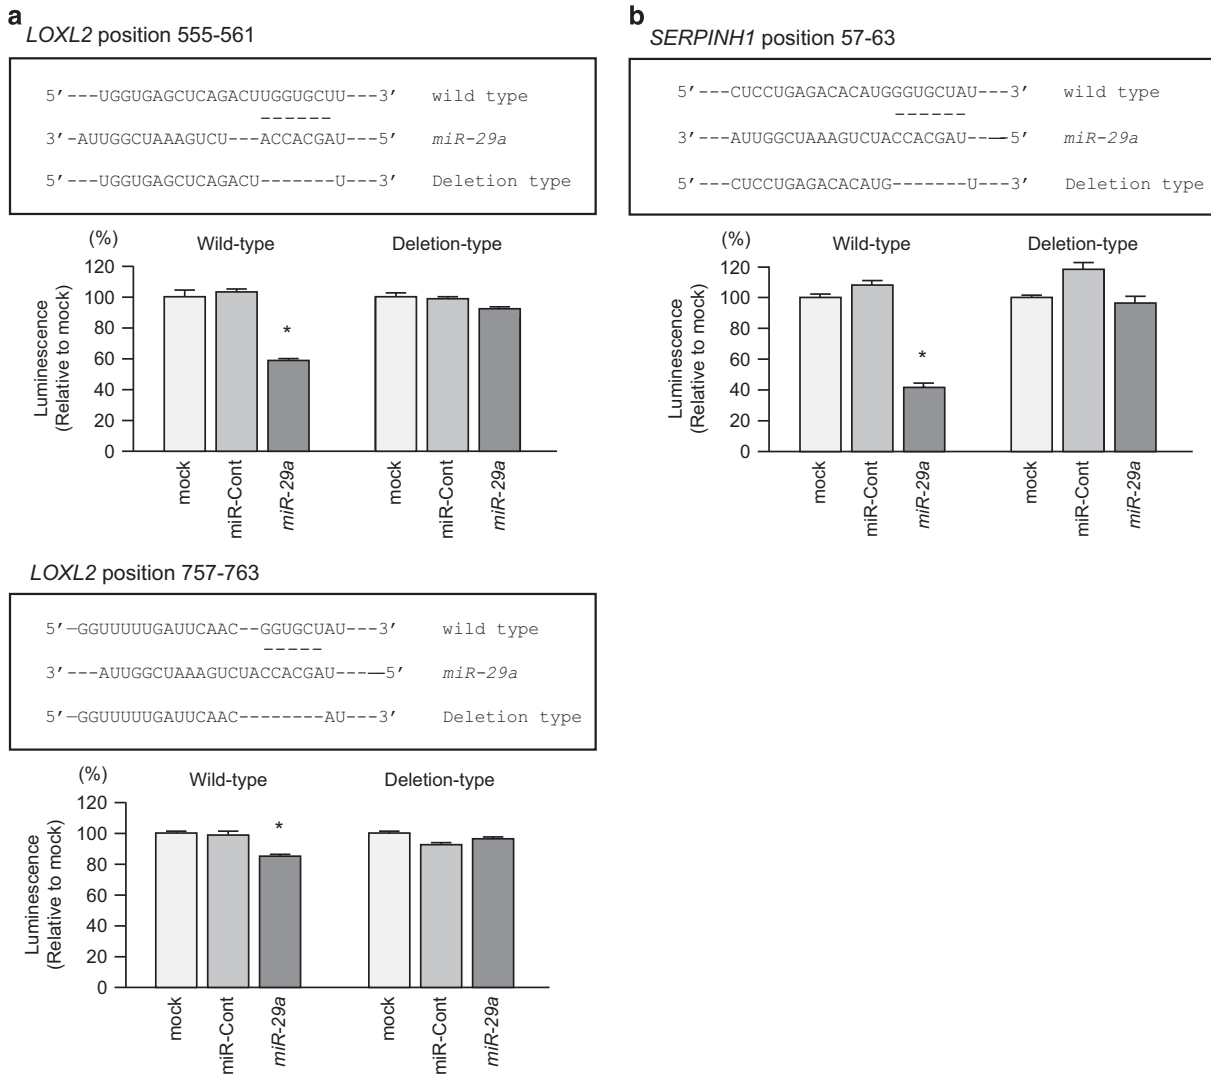 a
LOXL2 position 555-561
5′---UGGUGAGCUCAGACUUGGUGCUU---3′ wild type
-------
3′-AUUGGCUAAAGUCU---ACCACGAU---5′ miR-29a
5′---UGGUGAGCUCAGACU-------U---3′ Deletion type
(%)
Wild-type
Deletion-type
Luminescence
(Relative to mock)
120
100
80
60
40
20
0
*
mock
miR-Cont
miR-29a
mock
miR-Cont
miR-29a
LOXL2 position 757-763
5′-GGUUUUUGAUUCAAC--GGUGCUAU---3′ wild type
-----
3′---AUUGGCUAAAGUCUACCACGAU-----5′ miR-29a
5′-GGUUUUUGAUUCAAC--------AU---3′ Deletion type
(%)
Wild-type
Deletion-type
Luminescence
(Relative to mock)
120
100
80
60
40
20
0
*
mock
miR-Cont
miR-29a
mock
miR-Cont
miR-29a
b
SERPINH1 position 57-63
5′---CUCCUGAGACACAUGGGUGCUAU---3′ wild type
-------
3′---AUUGGCUAAAGUCUACCACGAU----5′ miR-29a
5′---CUCCUGAGACACAUG-------U---3′ Deletion type
(%)
Wild-type
Deletion-type
Luminescence
(Relative to mock)
120
100
80
60
40
20
0
*
mock
miR-Cont
miR-29a
mock
miR-Cont
miR-29a